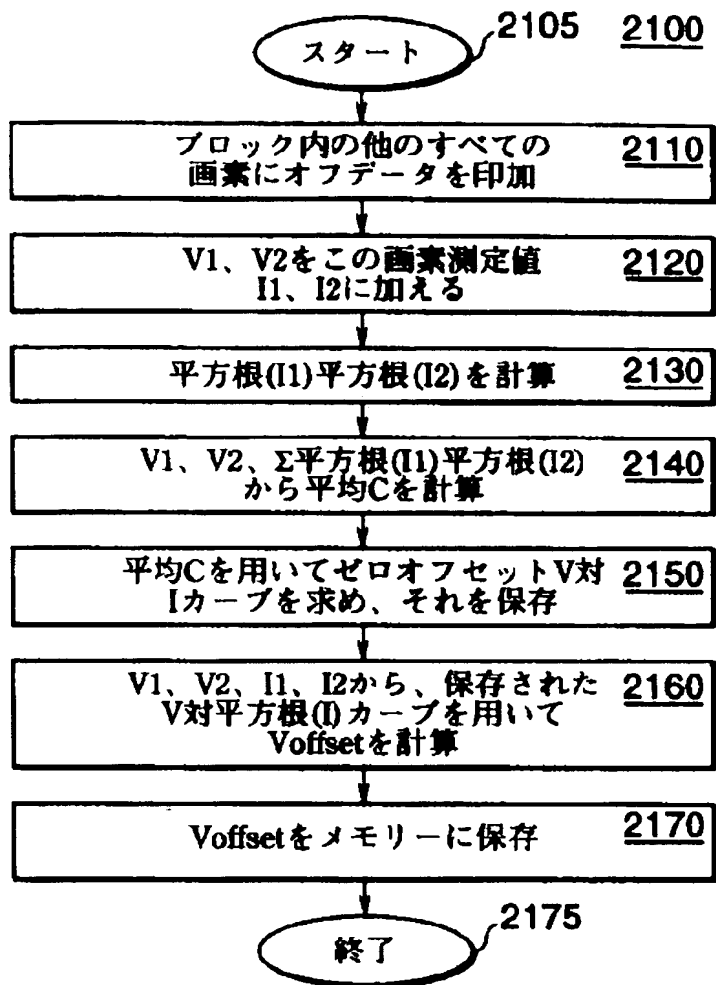 スタート
2105
2100
ブロック内の他のすべての
画素にオフデータを印加
2110
V1、V2をこの画素測定値
I1、I2に加える
2120
平方根(I1)平方根(I2)を計算
2130
V1、V2、Σ平方根(I1)平方根(I2)
から平均Cを計算
2140
平均Cを用いてゼロオフセットV対
Iカーブを求め、それを保存
2150
V1、V2、I1、I2から、保存された
V対平方根(I)カーブを用いて
Voffsetを計算
2160
Voffsetをメモリーに保存
2170
終了
2175